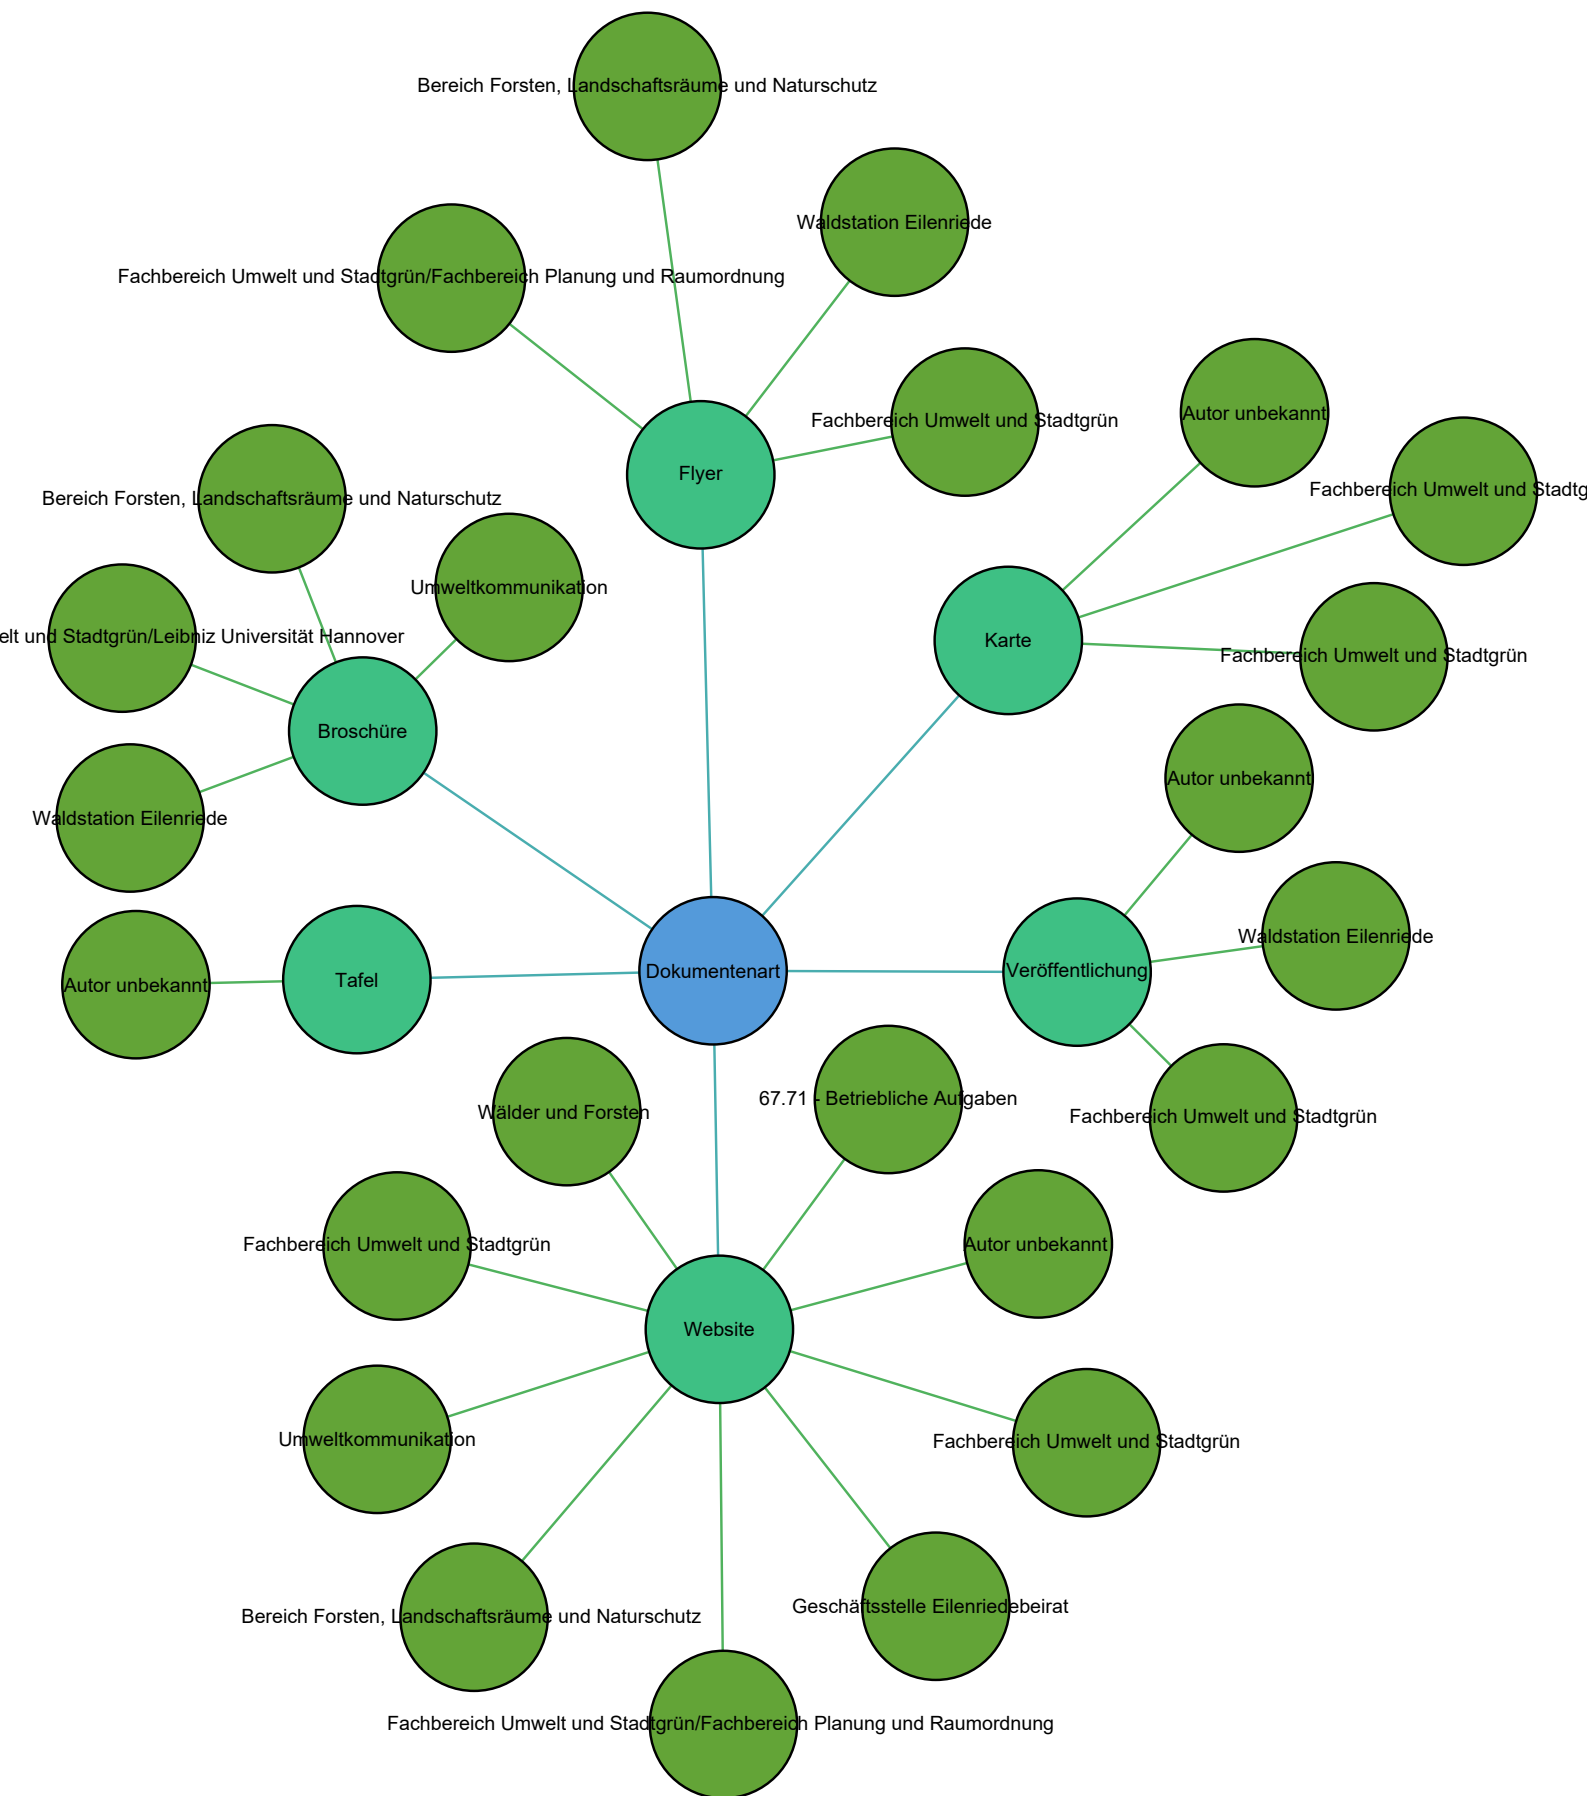 Bereich Forsten, Landschaftsräume und Naturschutz
Waldstation Eilenriede
Fachbereich Umwelt und Stadtgrün/Fachbereich Planung und Raumordnung
Autor unbekannt
Fachbereich Umwelt und Stadtgrün
Flyer
Fachbereich Umwelt und Stadtg
Bereich Forsten, Landschaftsräume und Naturschutz
Umweltkommunikation
elt und Stadtgrün/Leibniz Universität Hannover
Karte
Fachbereich Umwelt und Stadtgrün
Broschüre
Autor unbekannt
Waldstation Eilenriede
Waldstation Eilenriede
Autor unbekannt
Tafel
Dokumentenart
Veröffentlichung
Wälder und Forsten
67.71 - Betriebliche Aufgaben
Fachbereich Umwelt und Stadtgrün
Fachbereich Umwelt und Stadtgrün
Autor unbekannt
Website
Umweltkommunikation
Fachbereich Umwelt und Stadtgrün
Bereich Forsten, Landschaftsräume und Naturschutz
Geschäftsstelle Eilenriedebeirat
Fachbereich Umwelt und Stadtgrün/Fachbereich Planung und Raumordnung